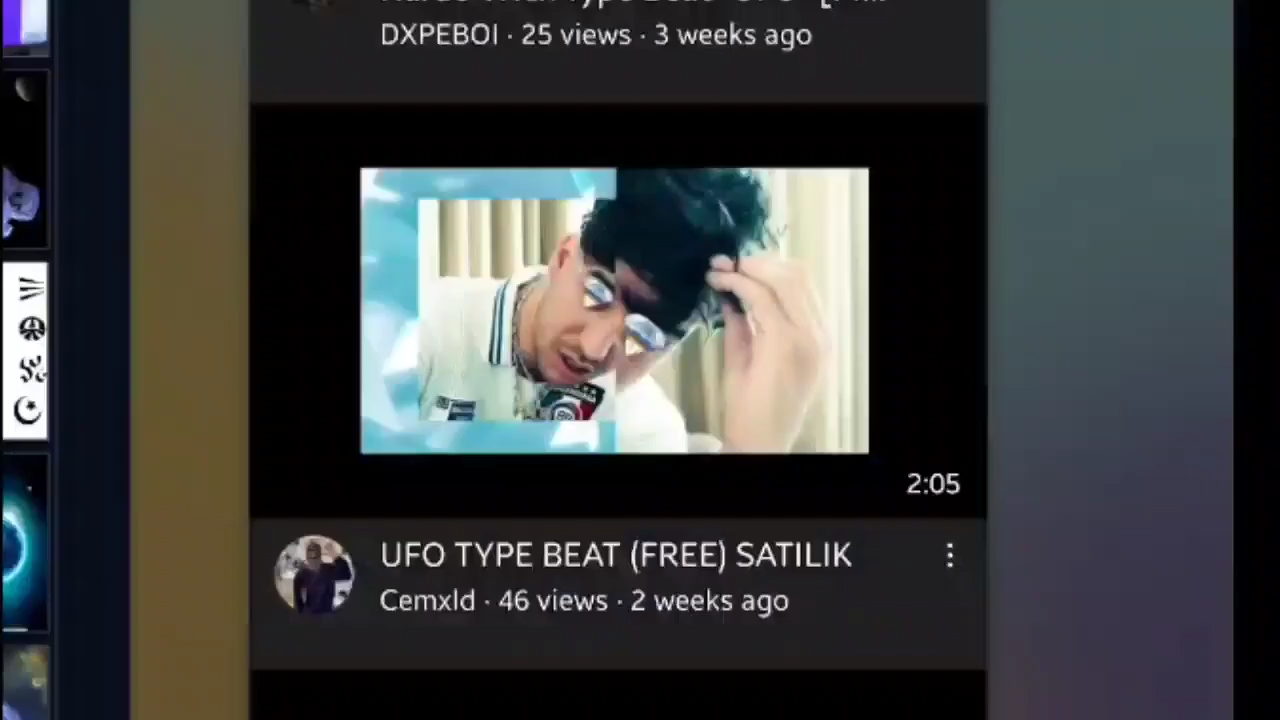 DXPEBOI · 25 views · 3 weeks ago
2:05
UFO TYPE BEAT (FREE) SATILIK
Cemxld · 46 views · 2 weeks ago